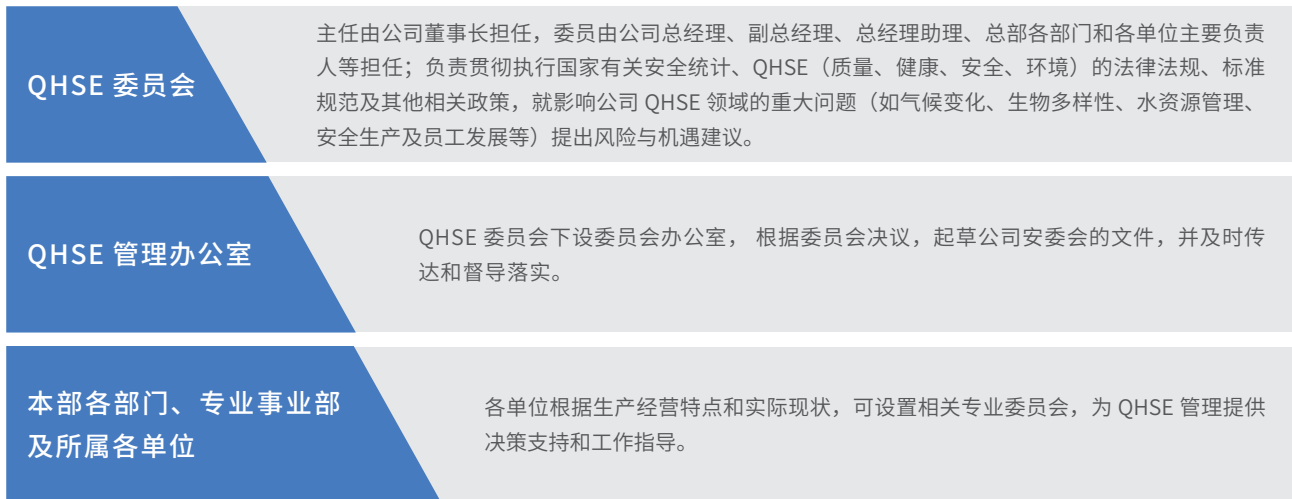 QHSE 委员会
主任由公司董事长担任，委员由公司总经理、副总经理、总经理助理、总部各部门和各单位主要负责
人等担任；负责贯彻执行国家有关安全统计、QHSE（质量、健康、安全、环境）的法律法规、标准
规范及其他相关政策，就影响公司 QHSE 领域的重大问题（如气候变化、生物多样性、水资源管理、
安全生产及员工发展等）提出风险与机遇建议。
QHSE 管理办公室
QHSE 委员会下设委员会办公室， 根据委员会决议，起草公司安委会的文件，并及时传
达和督导落实。
本部各部门、专业事业部
及所属各单位
各单位根据生产经营特点和实际现状，可设置相关专业委员会，为 QHSE 管理提供
决策支持和工作指导。